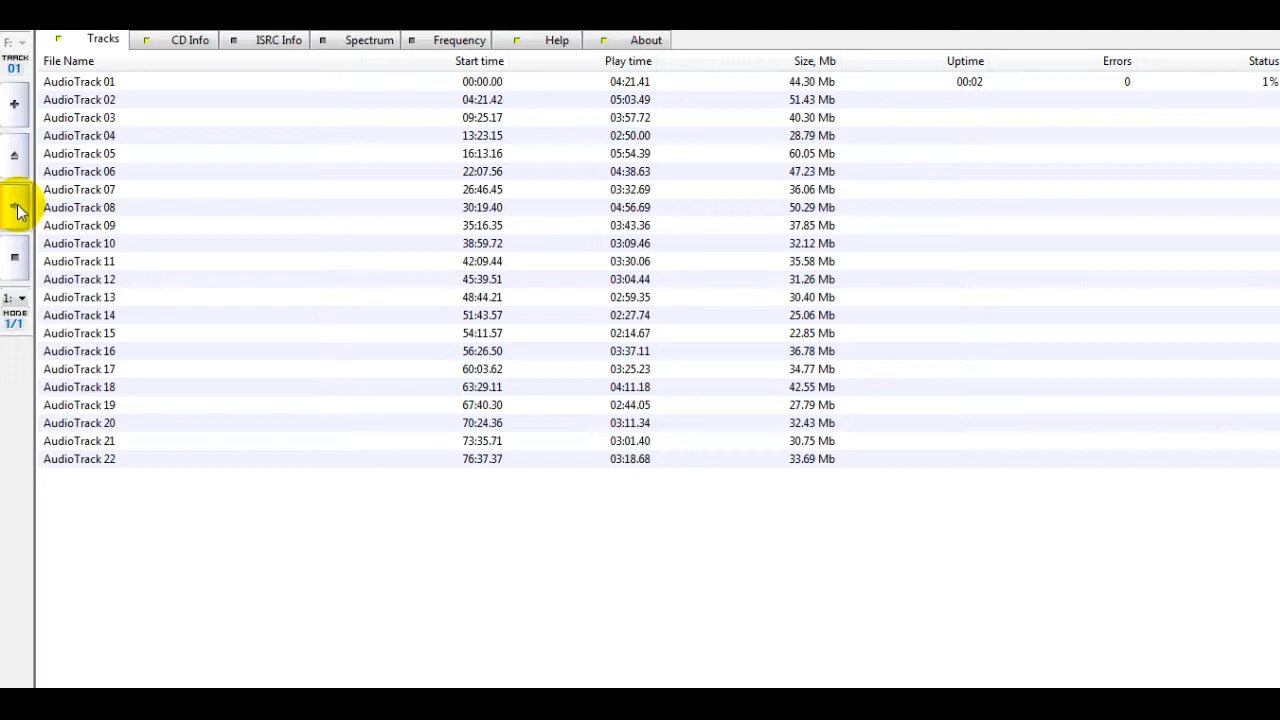 F:
TRACK
01
1:
MODE
1/1
Tracks CD Info ISRC Info Spectrum Frequency Help About
File Name Start time Play time Size, Mb Uptime Errors Status
AudioTrack 01 00:00.00 04:21.41 44.30 Mb 00:02 0 1%
AudioTrack 02 04:21.42 05:03.49 51.43 Mb
AudioTrack 03 09:25.17 03:57.72 40.30 Mb
AudioTrack 04 13:23.15 02:50.00 28.79 Mb
AudioTrack 05 16:13.16 05:54.39 60.05 Mb
AudioTrack 06 22:07.56 04:38.63 47.23 Mb
AudioTrack 07 26:46.45 03:32.69 36.06 Mb
AudioTrack 08 30:19.40 04:56.69 50.29 Mb
AudioTrack 09 35:16.35 03:43.36 37.85 Mb
AudioTrack 10 38:59.72 03:09.46 32.12 Mb
AudioTrack 11 42:09.44 03:30.06 35.58 Mb
AudioTrack 12 45:39.51 03:04.44 31.26 Mb
AudioTrack 13 48:44.21 02:59.35 30.40 Mb
AudioTrack 14 51:43.57 02:27.74 25.06 Mb
AudioTrack 15 54:11.57 02:14.67 22.85 Mb
AudioTrack 16 56:26.50 03:37.11 36.78 Mb
AudioTrack 17 60:03.62 03:25.23 34.77 Mb
AudioTrack 18 63:29.11 04:11.18 42.55 Mb
AudioTrack 19 67:40.30 02:44.05 27.79 Mb
AudioTrack 20 70:24.36 03:11.34 32.43 Mb
AudioTrack 21 73:35.71 03:01.40 30.75 Mb
AudioTrack 22 76:37.37 03:18.68 33.69 Mb